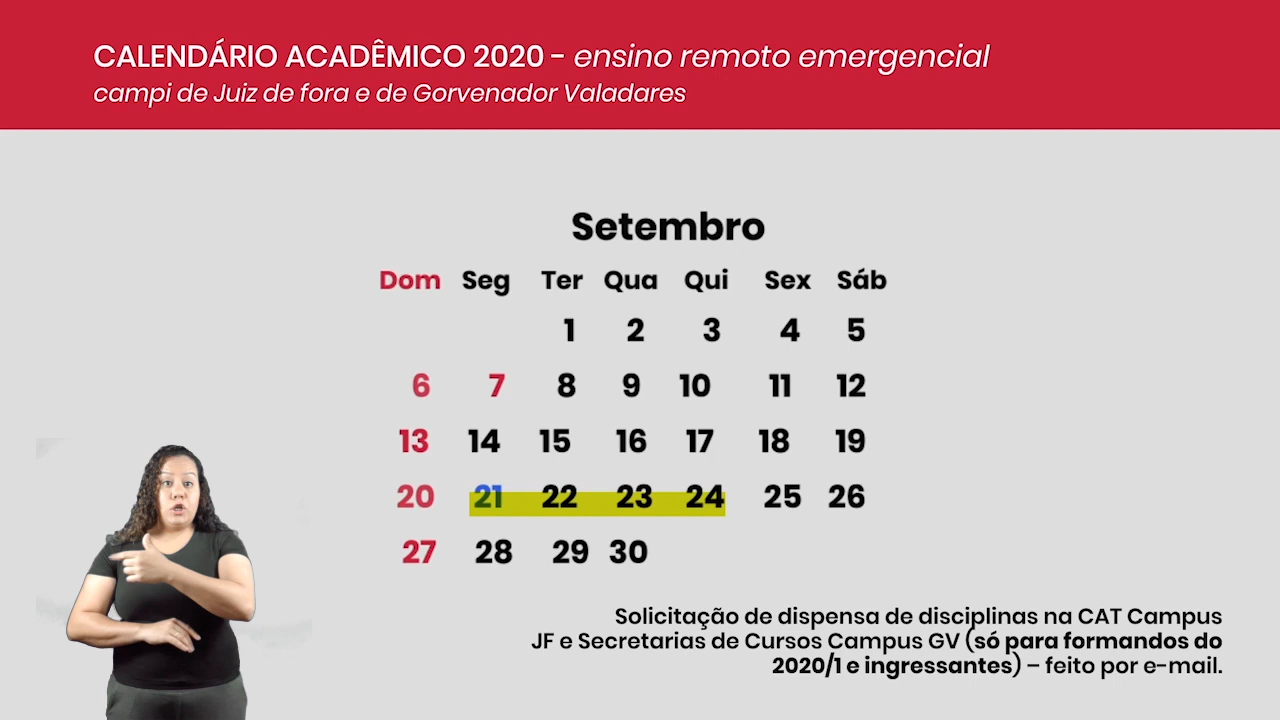 CALENDÁRIO ACADÊMICO 2020 - ensino remoto emergencial
campi de Juiz de fora e de Gorvenador Valadares
Setembro
Dom Seg Ter Qua Qui Sex Sáb
1 2 3 4 5
6 7 8 9 10 11 12
13 14 15 16 17 18 19
20 21 22 23 24 25 26
27 28 29 30
Solicitação de dispensa de disciplinas na CAT Campus
JF e Secretarias de Cursos Campus GV (só para formandos do
2020/1 e ingressantes) – feito por e-mail.